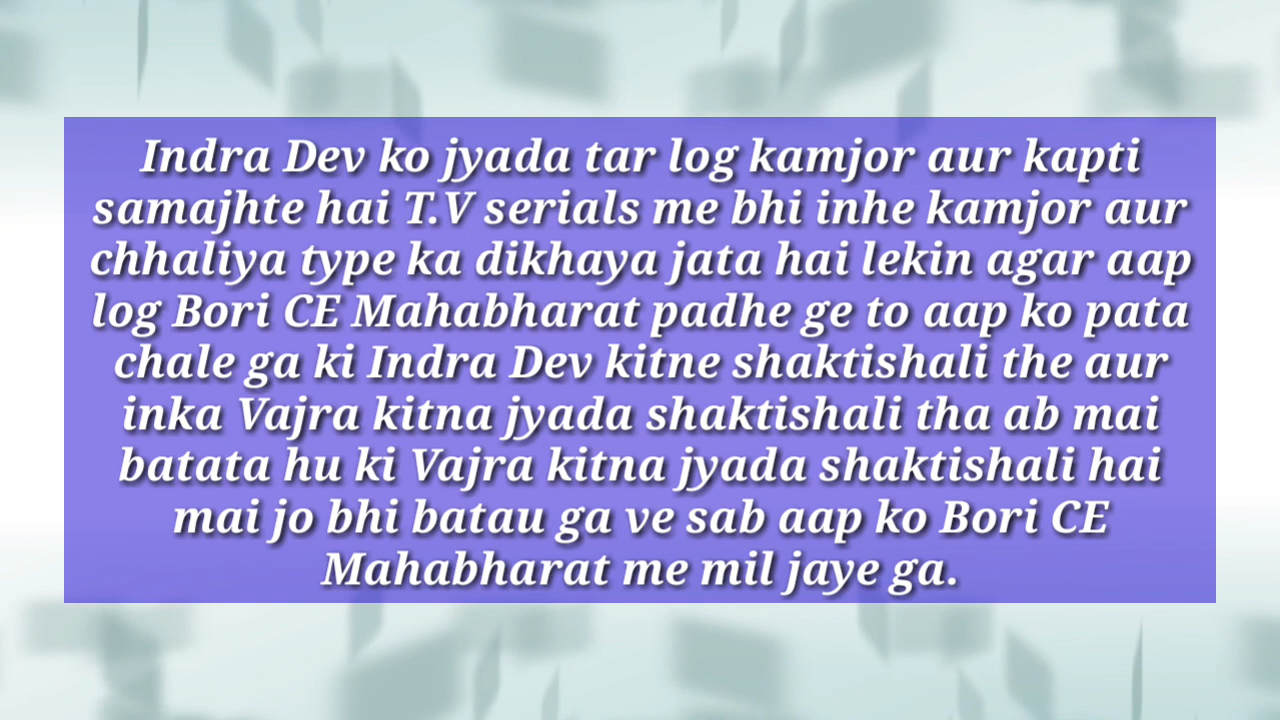 Indra Dev ko jyada tar log kamjor aur kapti
samajhte hai T.V serials me bhi inhe kamjor aur
chhaliya type ka dikhaya jata hai lekin agar aap
log Bori CE Mahabharat padhe ge to aap ko pata
chale ga ki Indra Dev kitne shaktishali the aur
inka Vajra kitna jyada shaktishali tha ab mai
batata hu ki Vajra kitna jyada shaktishali hai
mai jo bhi batau ga ve sab aap ko Bori CE
Mahabharat me mil jaye ga.